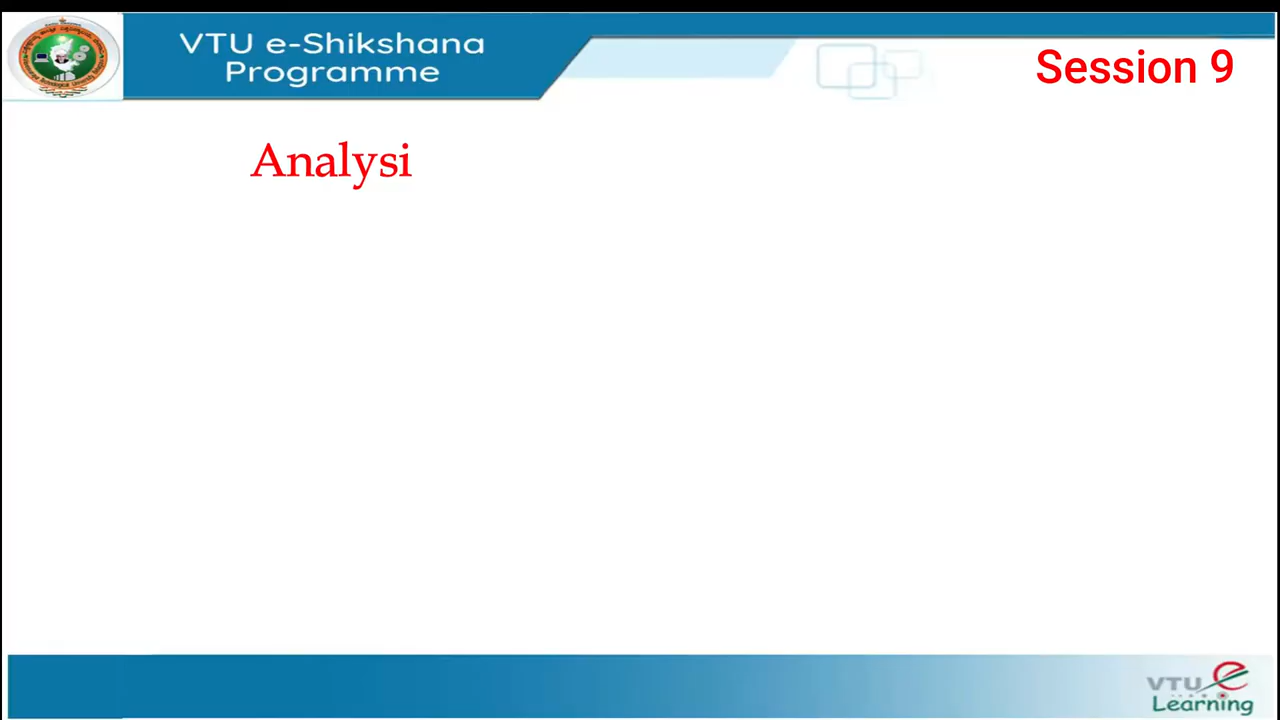 VTU e-Shikshana
Programme
Session 9
Analysi
VTU e
Learning